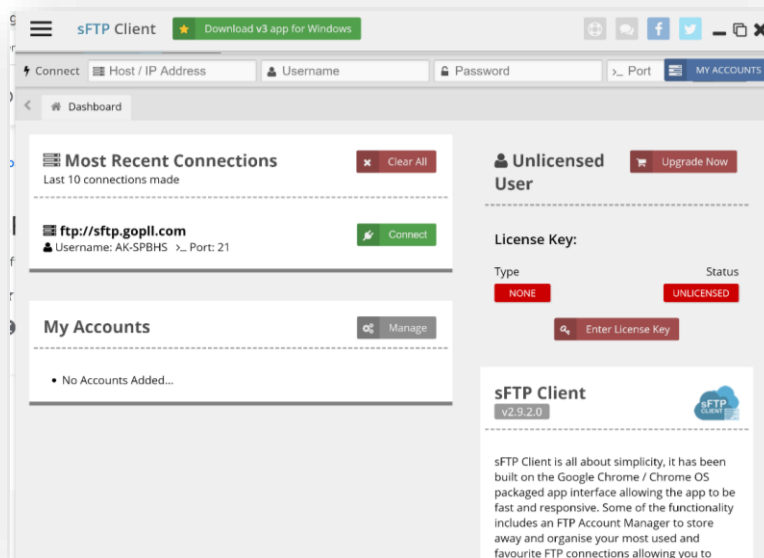 sFTP Client
Download v3 app for Windows
Connect
Host / IP Address
Username
Password
>_ Port
MY ACCOUNTS
Dashboard
Most Recent Connections
Clear All
Last 10 connections made
ftp://sftp.gopll.com
Username: AK-SPBHS >_ Port: 21
Connect
My Accounts
Manage
• No Accounts Added...
Unlicensed
User
Upgrade Now
License Key:
Type
Status
NONE
UNLICENSED
Enter License Key
sFTP Client
v2.9.2.0
sFTP
CLIENT
sFTP Client is all about simplicity, it has been
built on the Google Chrome / Chrome OS
packaged app interface allowing the app to be
fast and responsive. Some of the functionality
includes an FTP Account Manager to store
away and organise your most used and
favourite FTP connections allowing you to